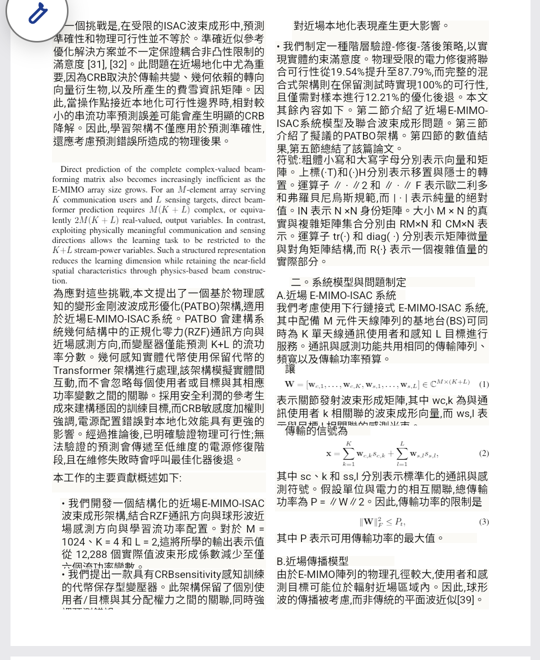 一個挑戰是,在受限的ISAC波束形成中,預測
準確性和物理可行性並不等於。準確近似參考
優化解決方案並不一定保證耦合非凸性限制的
滿意度 [31], [32]。此問題在近場地化中尤為重
要,因為CRB取決於傳輸共變、幾何依賴的轉向
向量衍生物,以及所產生的費雪資訊矩陣。因
此,當操作點接近本地化可行性邊界時,相對較
小的串流功率預測誤差可能會產生明顯的CRB
降解。因此,學習架構不僅應用於預測準確性,
還應考慮預測錯誤所造成的物理後果。
Direct prediction of the complete complex-valued beam-
forming matrix also becomes increasingly inefficient as the
E-MIMO array size grows. For an M-element array serving
K communication users and L sensing targets, direct beam-
former prediction requires M(K + L) complex, or equiva-
lently 2M(K + L) real-valued, output variables. In contrast,
exploiting physically meaningful communication and sensing
directions allows the learning task to be restricted to the
K+L stream-power variables. Such a structured representation
reduces the learning dimension while retaining the near-field
spatial characteristics through physics-based beam construc-
tion.
為應對這些挑戰,本文提出了一個基於物理感
知的變形金剛波波成形優化(PATBO)架構,適用
於近場E-MIMO-ISAC系統。PATBO 會建構系
統幾何結構中的正規化零力(RZF)通訊方向與
近場感測方向,而變壓器僅能預測 K+L 的流功
率分數。幾何感知實體代幣使用保留代幣的
Transformer 架構進行處理,該架構模擬實體間
互動,而不會忽略每個使用者或目標與其相應
功率變數之間的關聯。採用安全利潤的參考生
成來建構穩固的訓練目標,而CRB敏感度加權則
強調,電源配置錯誤對本地化效能具有更強的
影響。經過推論後,已明確驗證物理可行性;無
法驗證的預測會傳遞至低維度的電源修復階
段,且在維修失敗時會呼叫最佳化器後退。
本工作的主要貢獻概述如下:
• 我們開發一個結構化的近場E-MIMO-ISAC
波束形成架構,結合RZF通訊方向與球形波近
場感測方向與學習流功率配置。對於 M =
1024、K = 4 和 L = 2,這將所學的輸出表示值
從 12,288 個實際值波束形成係數減少至僅
六個流功率變數。
• 我們提出一款具有CRBsensitivity感知訓練
的代幣保存型變壓器。此架構保留了個別使
用者/目標與其分配權力之間的關聯,同時強
對近場本地化表現產生更大影響。
• 我們制定一種階層驗證-修復-落後策略,以實
現實體約束滿意度。物理受限的電力修復將聯
合可行性從19.54%提升至87.79%,而完整的混
合式架構則在保留測試時實現100%的可行性,
且僅需對樣本進行12.21%的優化後退。本文
其餘內容如下。第二節介紹了近場E-MIMO-
ISAC系統模型及聯合波束成形問題。第三節
介紹了擬議的PATBO架構。第四節的數值結
果,第五節總結了該篇論文。
符號:粗體小寫和大寫字母分別表示向量和矩
陣。上標(·T)和(·)H分別表示移置與隱士的轉
置。運算子 ∥ · ∥ 2 和 ∥ · ∥ F 表示歐二利多
和弗羅貝尼烏斯規範,而 | · | 表示純量的絕對
值。IN 表示 N ×N 身份矩陣。大小 M × N 的真
實與複雜矩陣集合分別由 RM×N 和 CM×N 表
示。運算子 tr(·) 和 diag( ·) 分別表示矩陣微量
與對角矩陣結構,而 R{·} 表示一個複雜值量的
實際部分。
二。系統模型與問題制定
A.近場 E-MIMO-ISAC 系統
我們考慮使用下行鏈接式 E-MIMO-ISAC 系統,
其中配備 M 元件天線陣列的基地台(BS)可同
時為 K 單天線通訊使用者和感知 L 目標進行
服務。通訊與感測功能共用相同的傳輸陣列、
頻寬以及傳輸功率預算。
讓
W = [w_{c,1}, . . . , w_{c,K}, w_{s,1}, . . . , w_{s,L}] ∈ ℂ^{M×(K+L)} (1)
表示關節發射波束形成矩陣,其中 wc,k 為與通
訊使用者 k 相關聯的波束成形向量,而 ws,l 表
傳輸的信號為
x = \sum_{k=1}^{K} w_{c,k} s_{c,k} + \sum_{l=1}^{L} w_{s,l} s_{s,l}, (2)
其中 sc、k 和 ss,l 分別表示標準化的通訊與感
測符號。假設單位與電力的相互關聯,總傳輸
功率為 P = ∥W∥2。因此,傳輸功率的限制是
∥W∥_F^2 ≤ P_t, (3)
其中 P 表示可用傳輸功率的最大值。
B.近場傳播模型
由於E-MIMO陣列的物理孔,徑較大,使用者和感
測目標可能位於輻射近場區域內。因此,球形
波的傳播被考慮,而非傳統的平面波近似[39]。